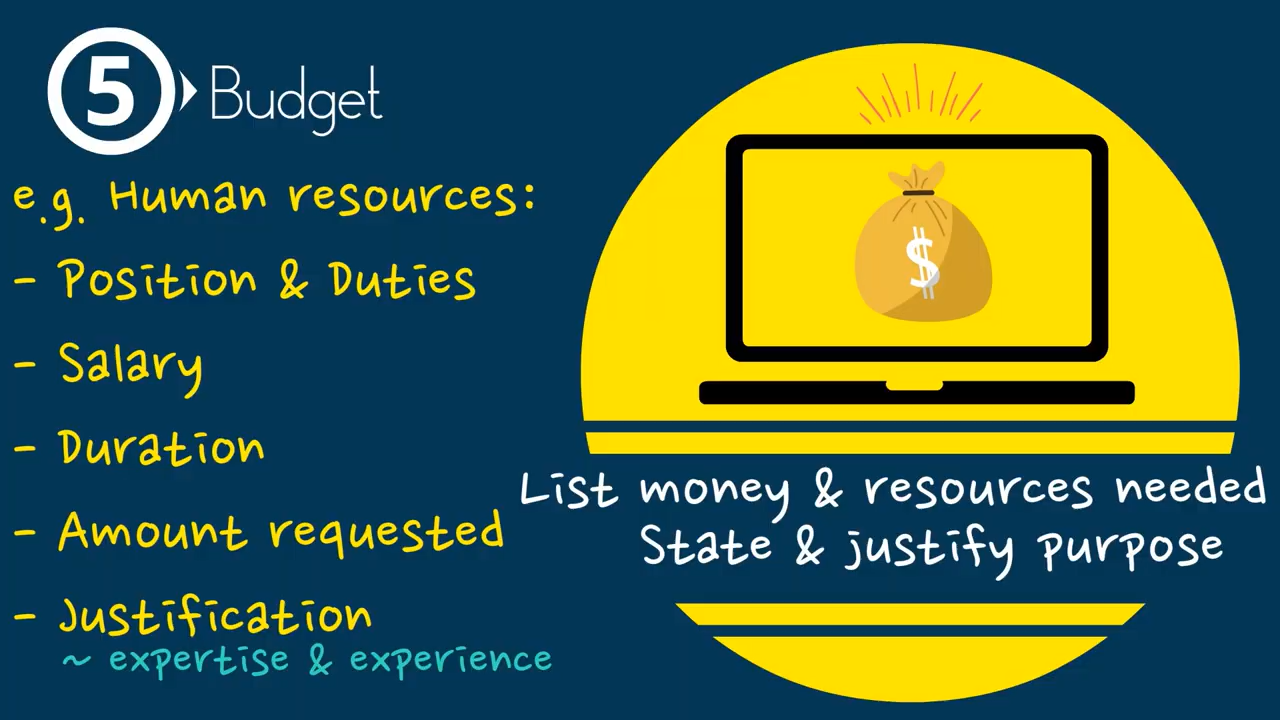 5 Budget
e.g. Human resources:
- Position & Duties
- Salary
- Duration
- Amount requested
- Justification
~ expertise & experience
$
List money & resources needed
State & justify purpose